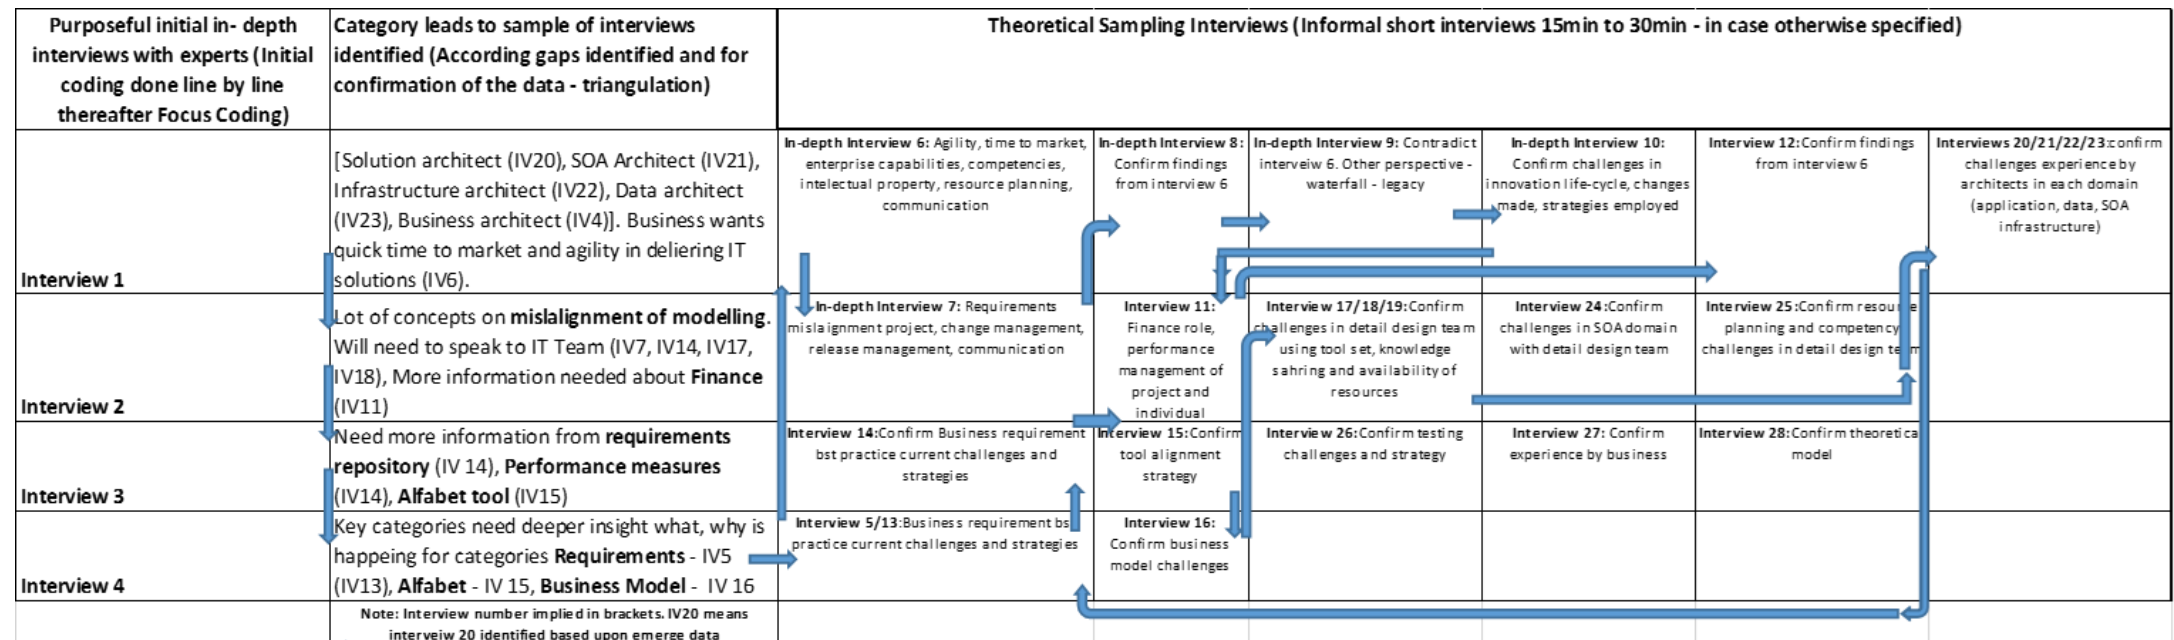 Purposeful initial in- depth
interviews with experts (Initial
coding done line by line
thereafter Focus Coding)
Category leads to sample of interviews
identified (According gaps identified and for
confirmation of the data - triangulation)
Theoretical Sampling Interviews (Informal short interviews 15min to 30min - in case otherwise specified)
Interview 1
[Solution architect (IV20), SOA Architect (IV21),
Infrastructure architect (IV22), Data architect
(IV23), Business architect (IV4)]. Business wants
quick time to market and agility in deliering IT
solutions (IV6).
In-depth Interview 6: Agility, time to market,
enterprise capabilities, competencies,
intelectual property, resource planning,
communication
In-depth Interview 8:
Confirm findings
from interview 6
In-depth Interview 9: Contradict
interveiw 6. Other perspective -
waterfall - legacy
In-depth Interview 10:
Confirm challenges in
innovation life-cycle, changes
made, strategies employed
Interview 12:Confirm findings
from interview 6
Interviews 20/21/22/23:confirm
challenges experience by
architects in each domain
(application, data, SOA
infrastructure)
Interview 2
Lot of concepts on mislalignment of modelling.
Will need to speak to IT Team (IV7, IV14, IV17,
IV18), More information needed about Finance
(IV11)
In-depth Interview 7: Requirements
mislaignment project, change management,
release management, communication
Interview 11:
Finance role,
performance
management of
project and
individual
Interview 17/18/19:Confirm
challenges in detail design team
using tool set, knowledge
sahring and availability of
resources
Interview 24:Confirm
challenges in SOA domain
with detail design team
Interview 25:Confirm resource
planning and competency
challenges in detail design team
Interview 3
Need more information from requirements
repository (IV 14), Performance measures
(IV14), Alfabet tool (IV15)
Interview 14:Confirm Business requirement
bst practice current challenges and
strategies
Interview 15:Confirm
tool alignment
strategy
Interview 26:Confirm testing
challenges and strategy
Interview 27: Confirm
experience by business
Interview 28:Confirm theoretical
model
Interview 4
Key categories need deeper insight what, why is
happeing for categories Requirements - IV5
(IV13), Alfabet - IV 15, Business Model - IV 16
Interview 5/13:Business requirement bst
practice current challenges and strategies
Interview 16:
Confirm business
model challenges
Note: Interview number implied in brackets. IV20 means
interveiw 20 identified based upon emerge data